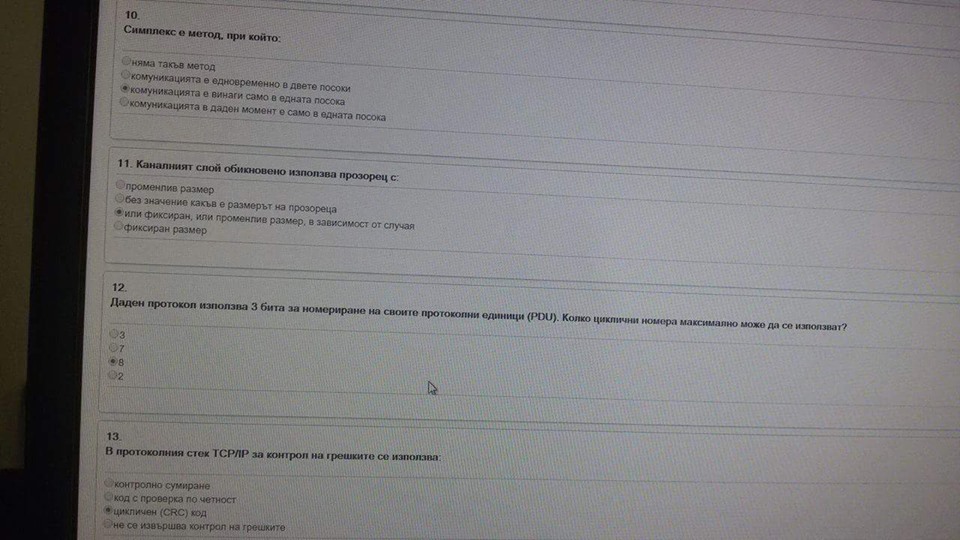 10.
Симплекс е метод, при който:
няма такъв метод
комуникацията е едновременно в двете посоки
комуникацията е винаги само в едната посока
комуникацията в даден момент е само в едната посока
11. Каналният слой обикновено използва прозорец с:
променлив размер
без значение какъв е размерът на прозореца
или фиксиран, или променлив размер, в зависимост от случая
фиксиран размер
12.
Даден протокол използва 3 бита за номериране на своите протоколни единици (PDU). Колко циклични номера максимално може да се използват?
3
7
8
2
13.
В протоколния стек TCP/IP за контрол на грешките се използва:
контролно сумиране
код с проверка по четност
цикличен (CRC) код
не се извършва контрол на грешките